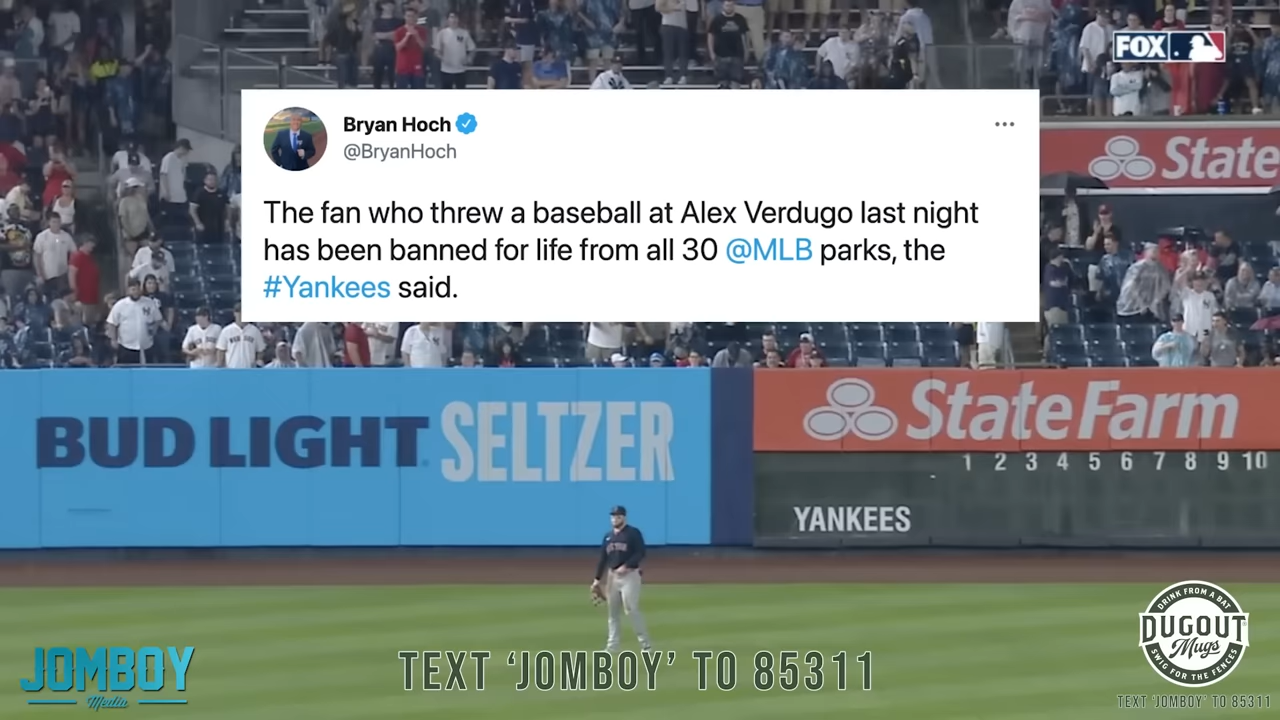 FOX MLB
Bryan Hoch
@BryanHoch
The fan who threw a baseball at Alex Verdugo last night
has been banned for life from all 30 @MLB parks, the
#Yankees said.
State
BUD LIGHT SELTZER
State Farm
1 2 3 4 5 6 7 8 9 10
YANKEES
JOMBOY
Media
TEXT 'JOMBOY' TO 85311
DRINK FROM A BAT
DUGOUT
Mugs
SWIG FOR THE FENCES
TEXT 'JOMBOY' TO 85311